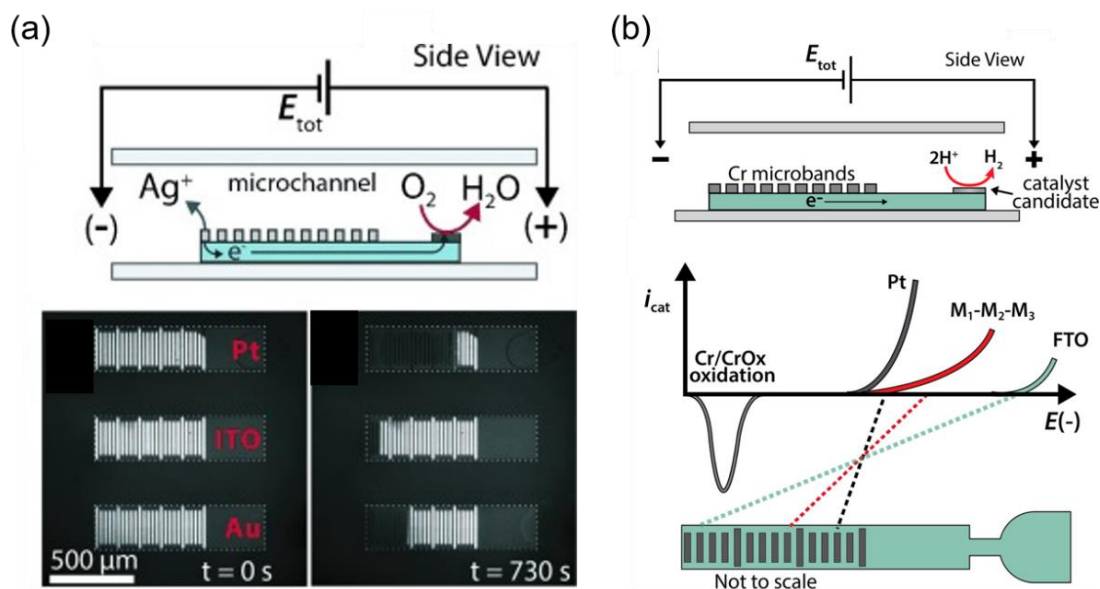 (a)
Side View
E_tot
Ag⁺
microchannel
O₂
H₂O
(-)
e⁻
(+)
Pt
ITO
Au
500 µm
t = 0 s
t = 730 s
(b)
E_tot
Side View
−
2H⁺
H₂
+
Cr microbands
e⁻
catalyst
candidate
i_cat
Pt
M₁-M₂-M₃
FTO
Cr/CrOx
oxidation
E(-)
Not to scale